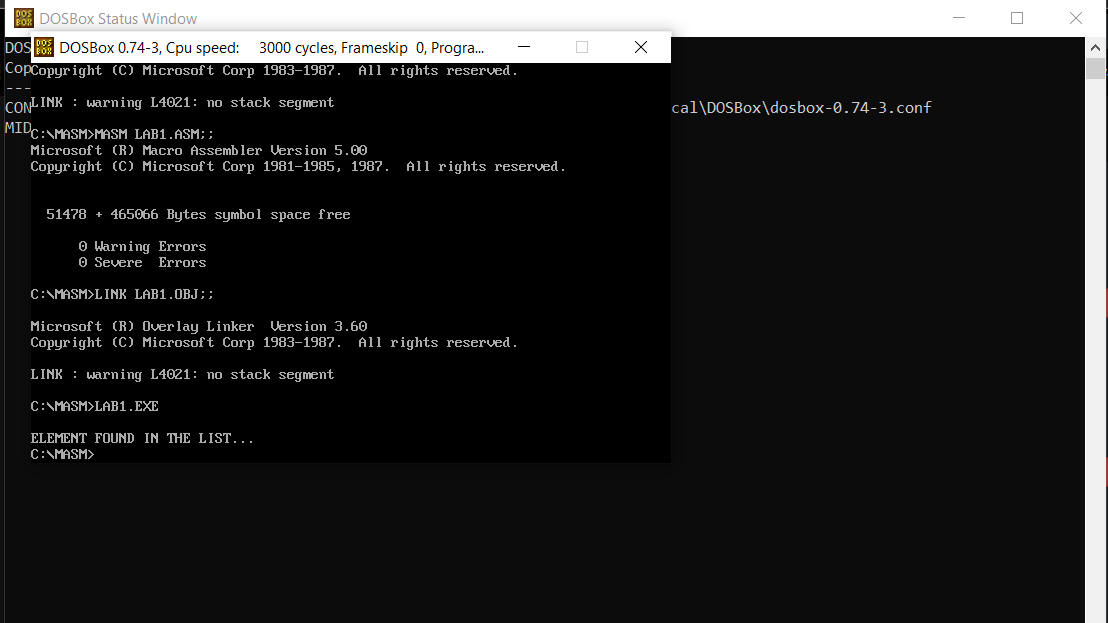 DOSBox Status Window
DOS
Cop
---
CON
cal\DOSBox\dosbox-0.74-3.conf
MID
DOSBox 0.74-3, Cpu speed:     3000 cycles, Frameskip  0, Progra...
Copyright (C) Microsoft Corp 1983-1987.  All rights reserved.
LINK : warning L4021: no stack segment
C:\MASM>MASM LAB1.ASM;;
Microsoft (R) Macro Assembler Version 5.00
Copyright (C) Microsoft Corp 1981-1985, 1987.  All rights reserved.
51478 + 465066 Bytes symbol space free
0 Warning Errors
0 Severe  Errors
C:\MASM>LINK LAB1.OBJ;;
Microsoft (R) Overlay Linker  Version 3.60
Copyright (C) Microsoft Corp 1983-1987.  All rights reserved.
LINK : warning L4021: no stack segment
C:\MASM>LAB1.EXE
ELEMENT FOUND IN THE LIST...
C:\MASM>